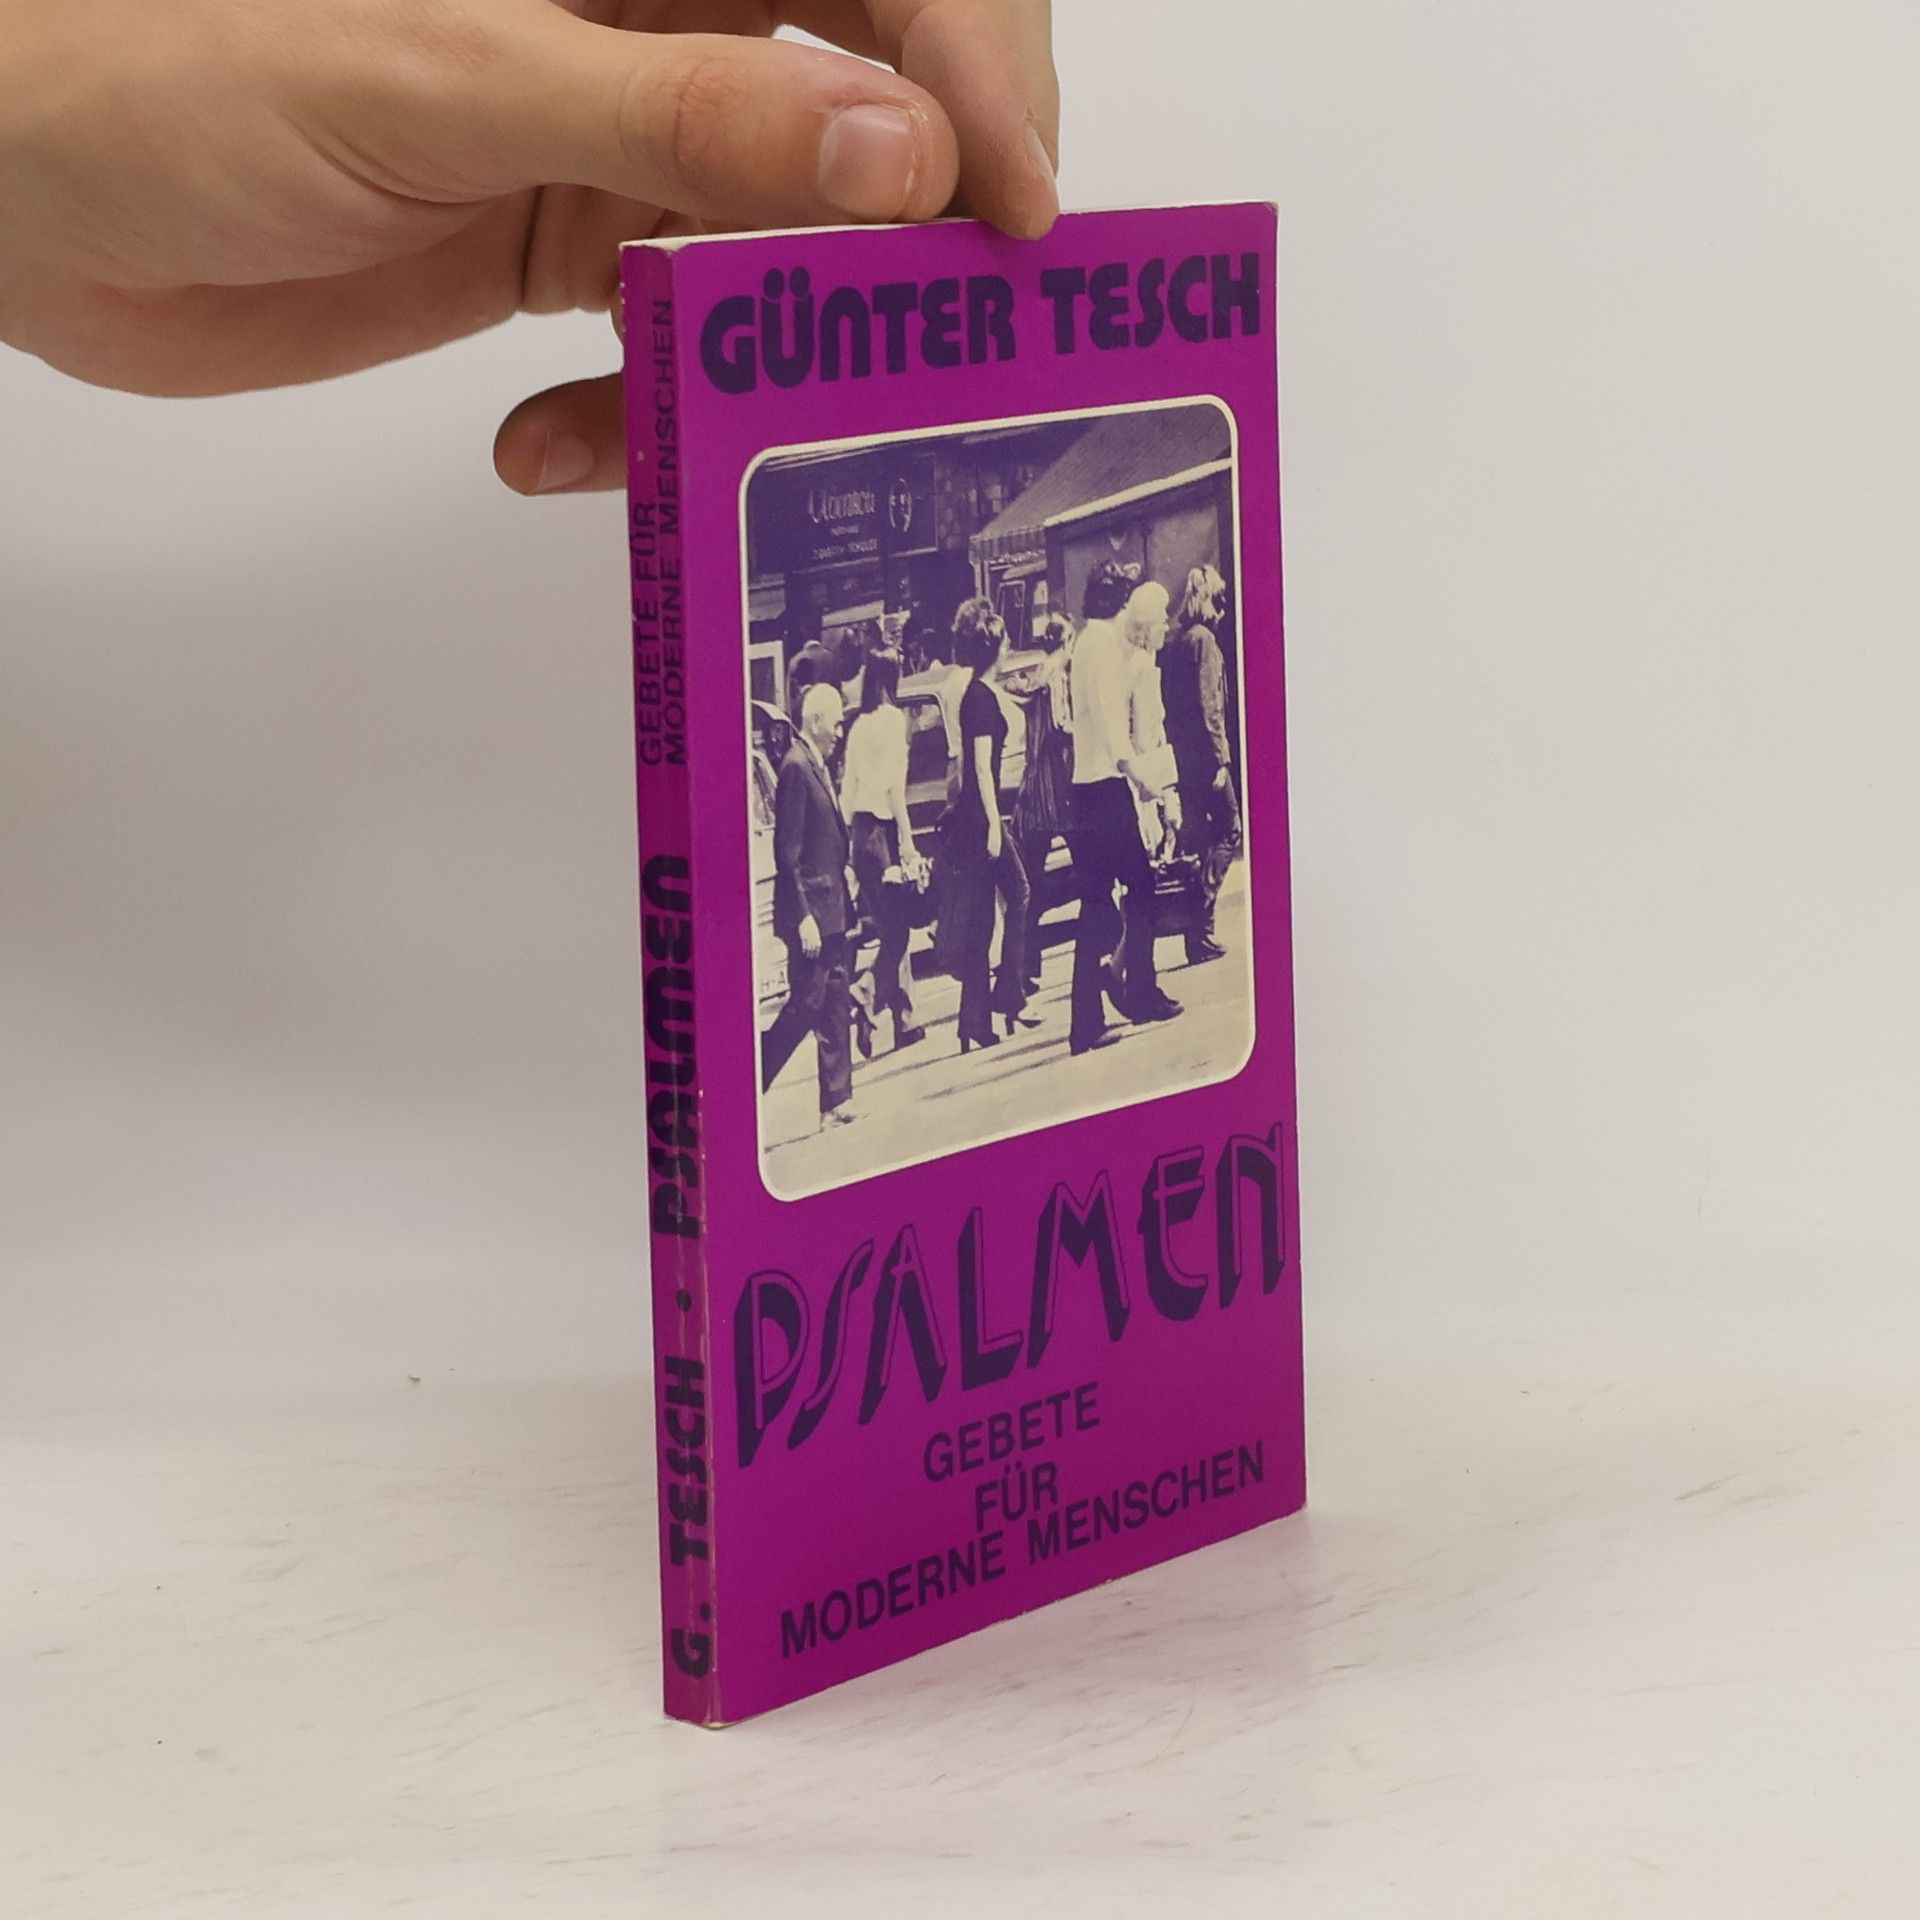 GÜNTER TESCH
H-A
PSALMEN
GEBETE
FÜR
MODERNE MENSCHEN
G. TESCH • PSALMEN
GEBETE FÜR
MODERNE MENSCHEN